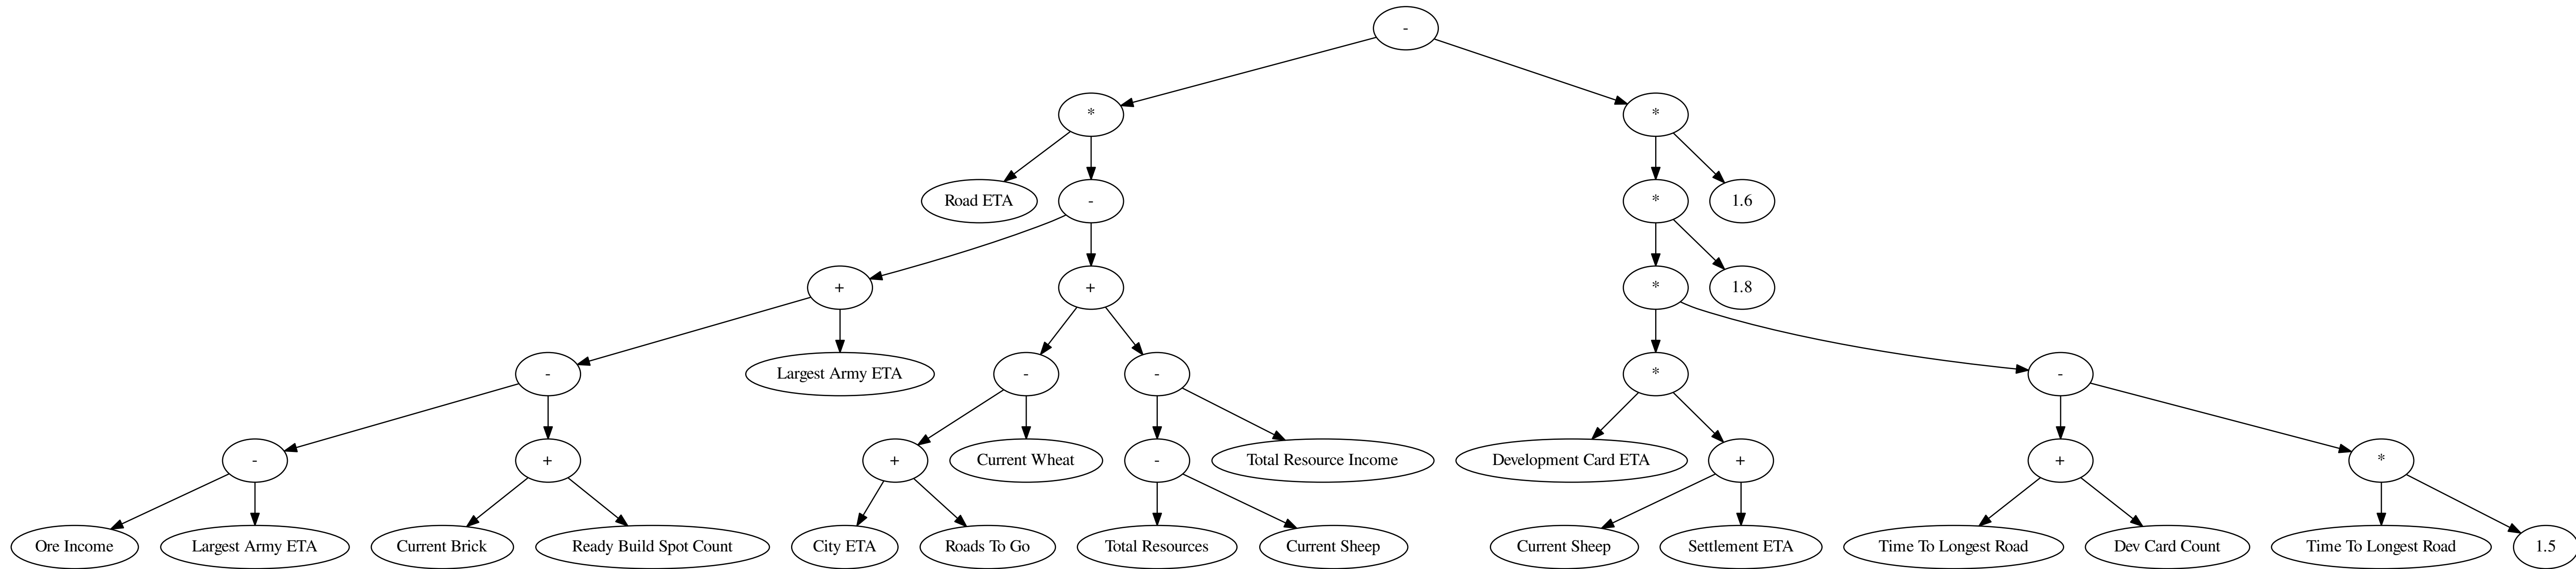 -
*
*
Road ETA
-
*
1.6
+
+
*
1.8
-
Largest Army ETA
-
-
*
-
-
+
+
Current Wheat
-
Total Resource Income
Development Card ETA
+
+
*
Ore Income
Largest Army ETA
Current Brick
Ready Build Spot Count
City ETA
Roads To Go
Total Resources
Current Sheep
Current Sheep
Settlement ETA
Time To Longest Road
Dev Card Count
Time To Longest Road
1.5